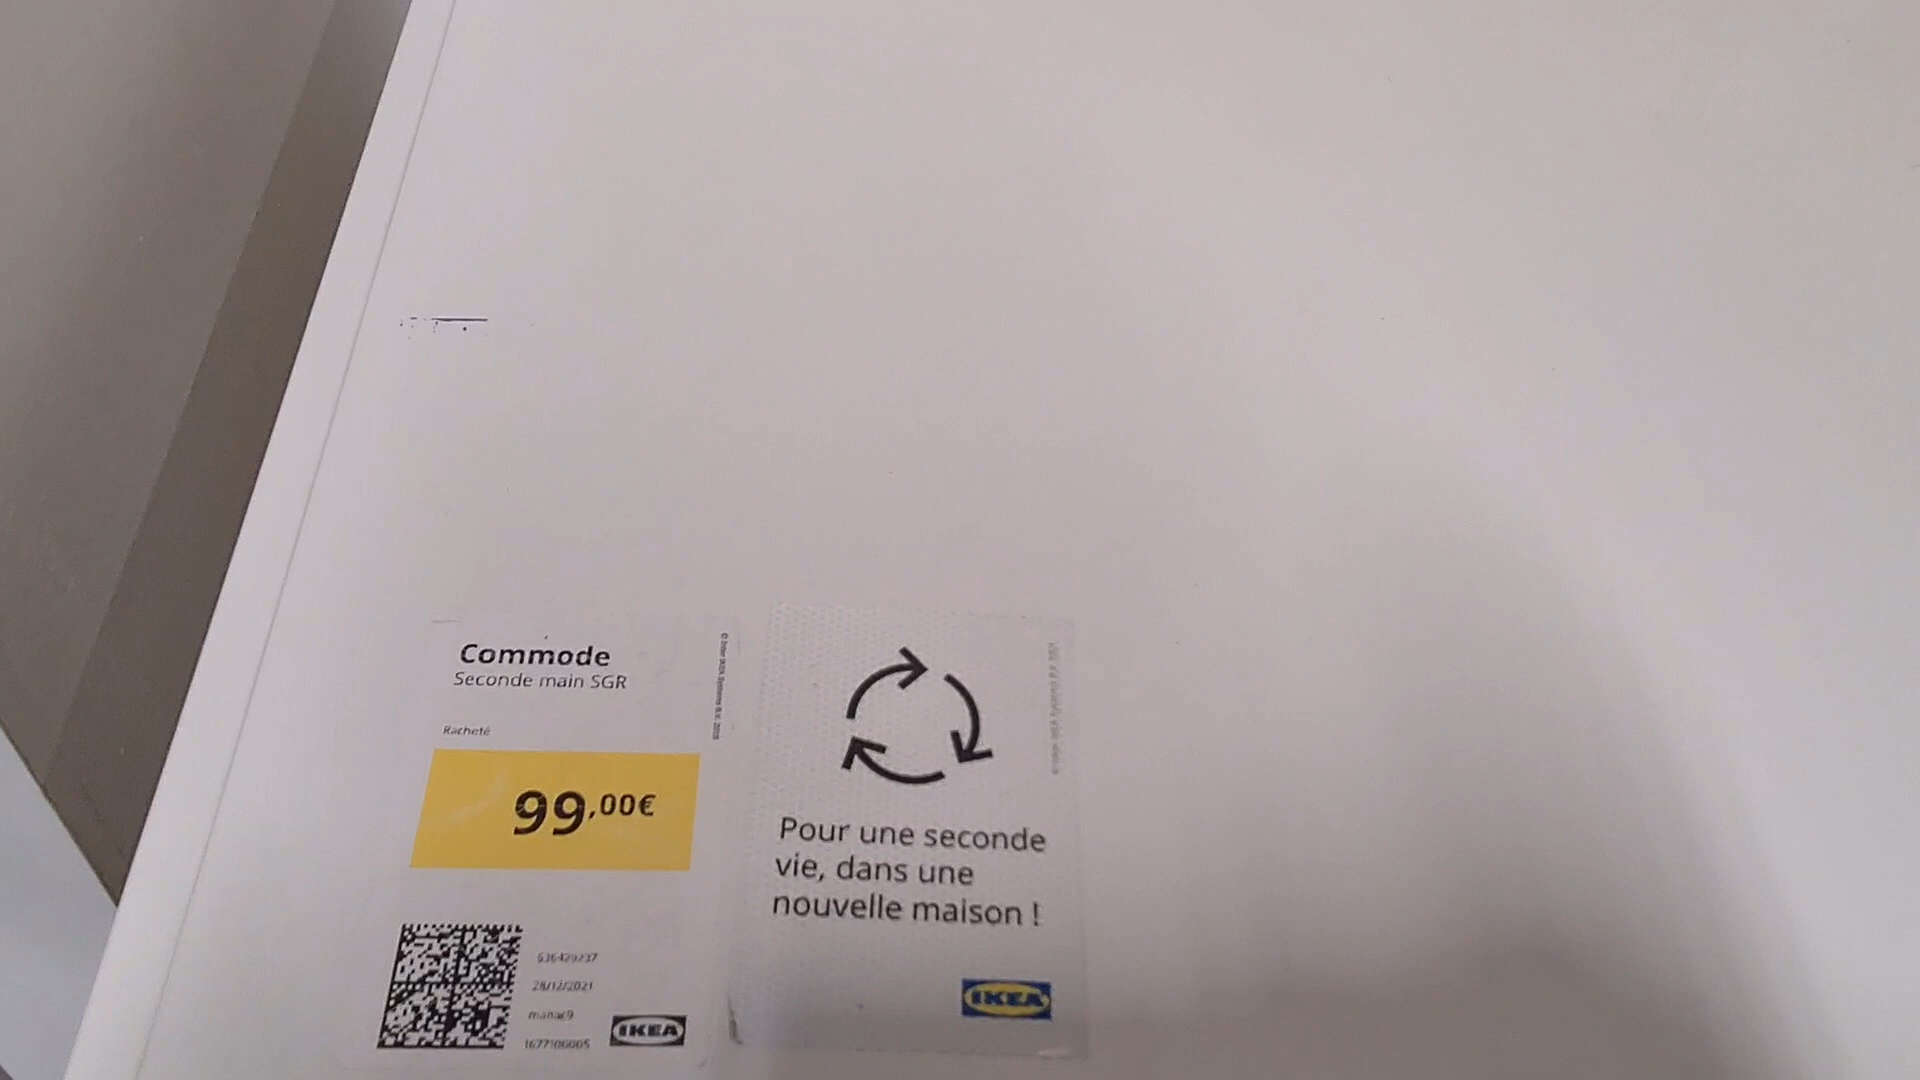 Commode
Seconde main SGR
Racheté
99,00€
28/12/2021
IKEA
Pour une seconde
vie, dans une
nouvelle maison !
IKEA